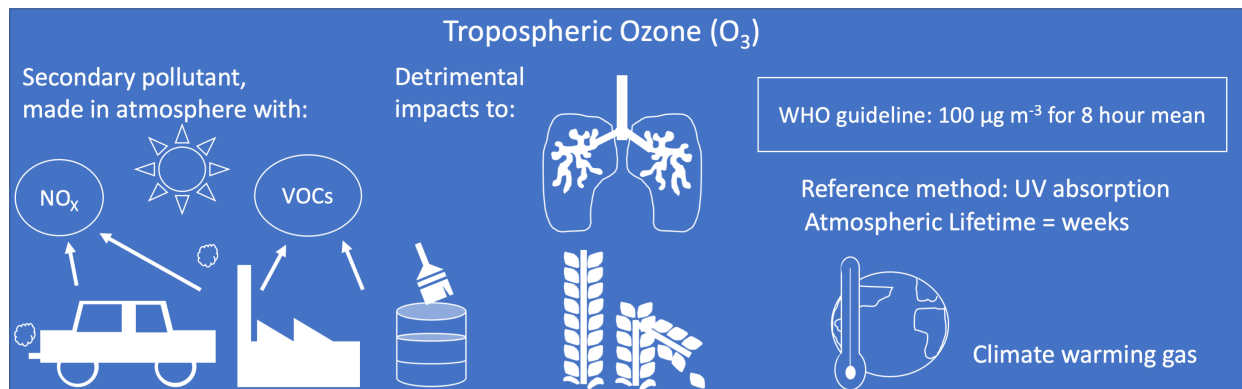 Tropospheric Ozone (O₃)
Secondary pollutant,
made in atmosphere with:
NOₓ
VOCs
Detrimental
impacts to:
WHO guideline: 100 µg m⁻³ for 8 hour mean
Reference method: UV absorption
Atmospheric Lifetime = weeks
Climate warming gas